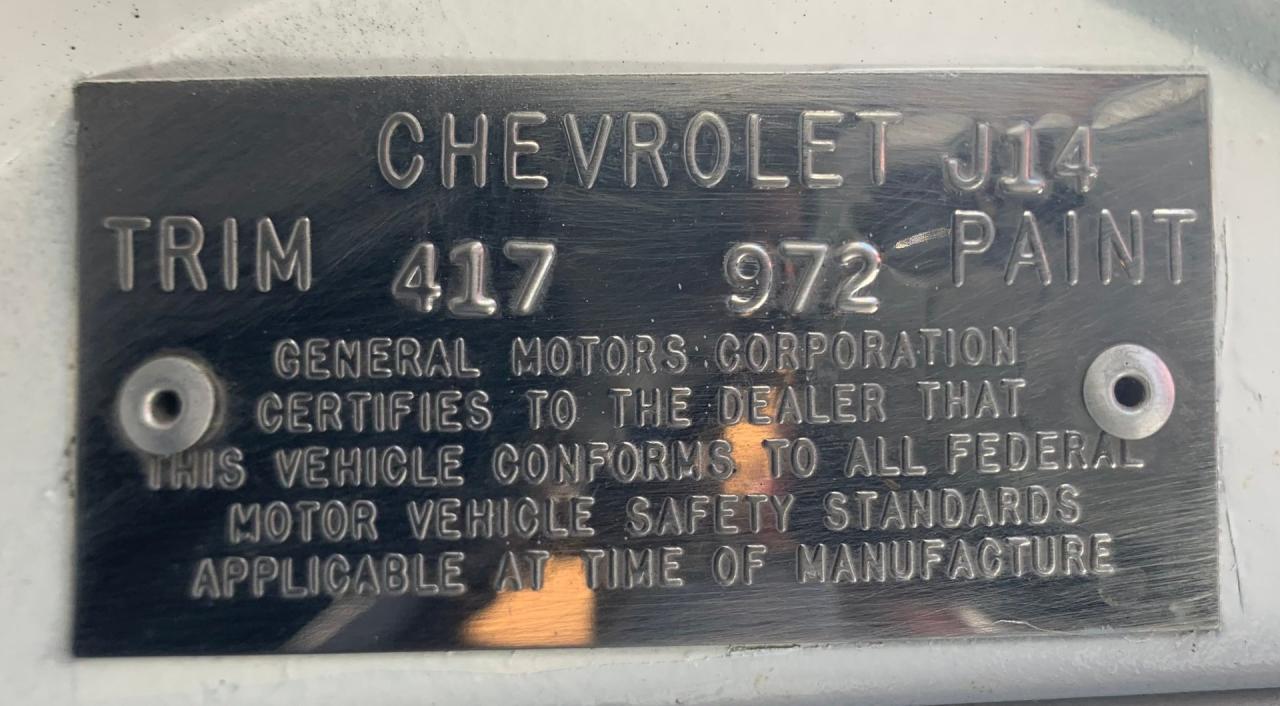 CHEVROLET J14
TRIM 417 972 PAINT
GENERAL MOTORS CORPORATION
CERTIFIES TO THE DEALER THAT
THIS VEHICLE CONFORMS TO ALL FEDERAL
MOTOR VEHICLE SAFETY STANDARDS
APPLICABLE AT TIME OF MANUFACTURE